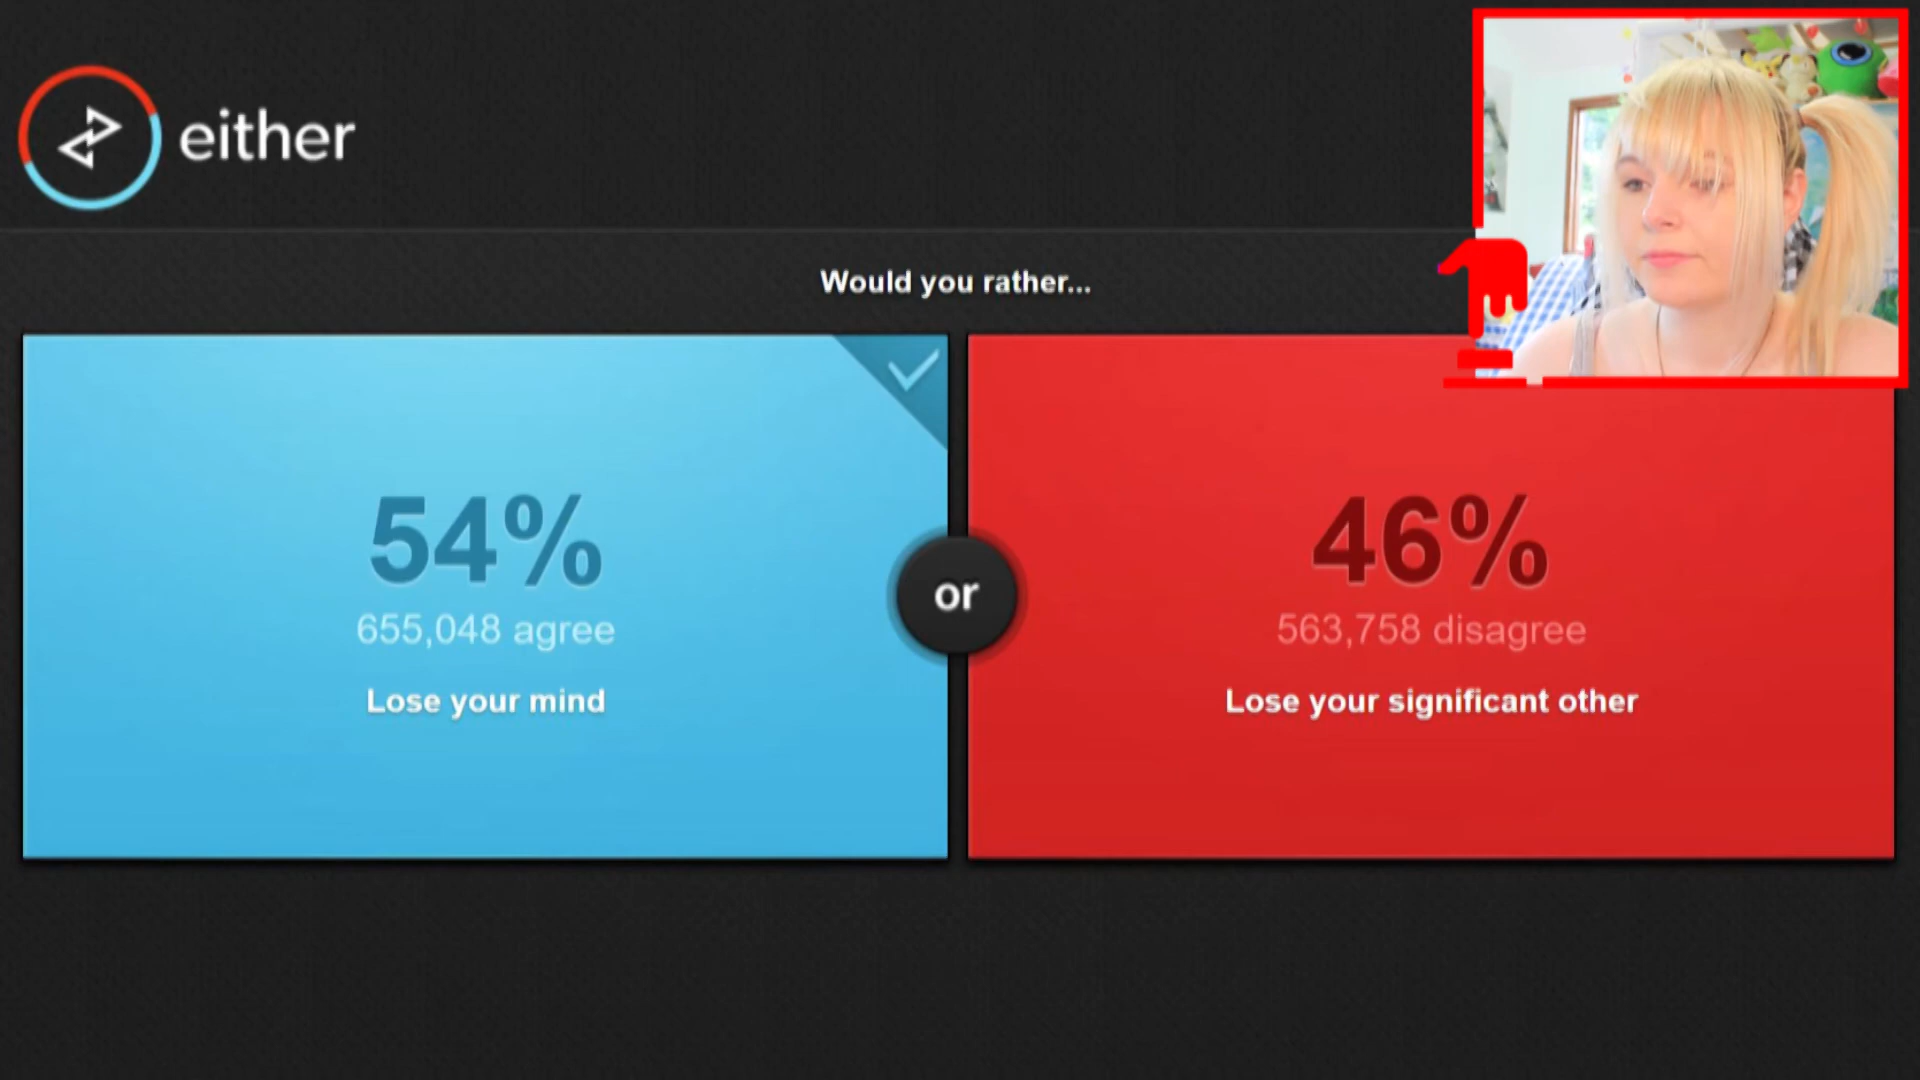 either
Would you rather...
54%
655,048 agree
Lose your mind
or
46%
563,758 disagree
Lose your significant other